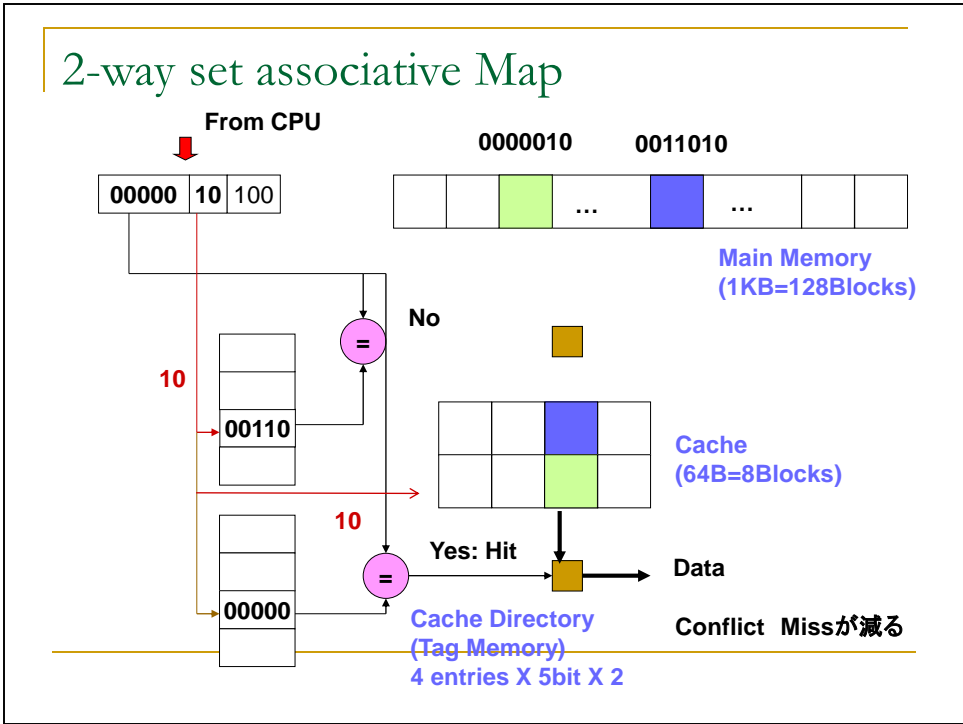 2-way set associative Map
From CPU
0000010 0011010
00000 10 100
... ...
Main Memory
(1KB=128Blocks)
No
=
10
00110
Cache
(64B=8Blocks)
10
Yes: Hit
=
Data
00000
Cache Directory
(Tag Memory)
4 entries X 5bit X 2
Conflict Missが減る